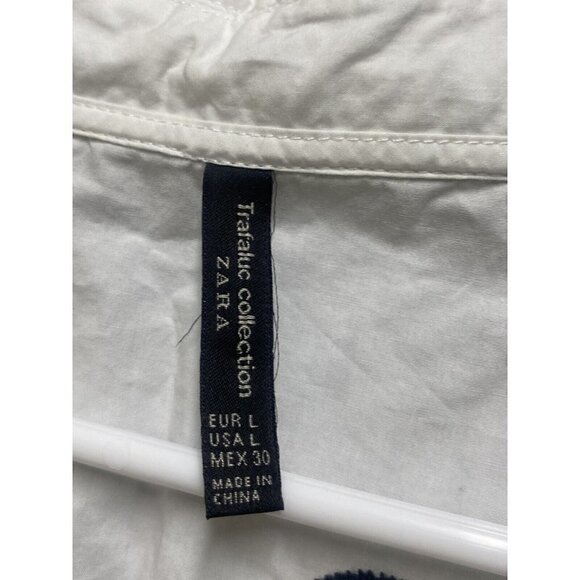 Trafaluc collection
ZARA
EUR L
USA L
MEX 30
MADE IN
CHINA